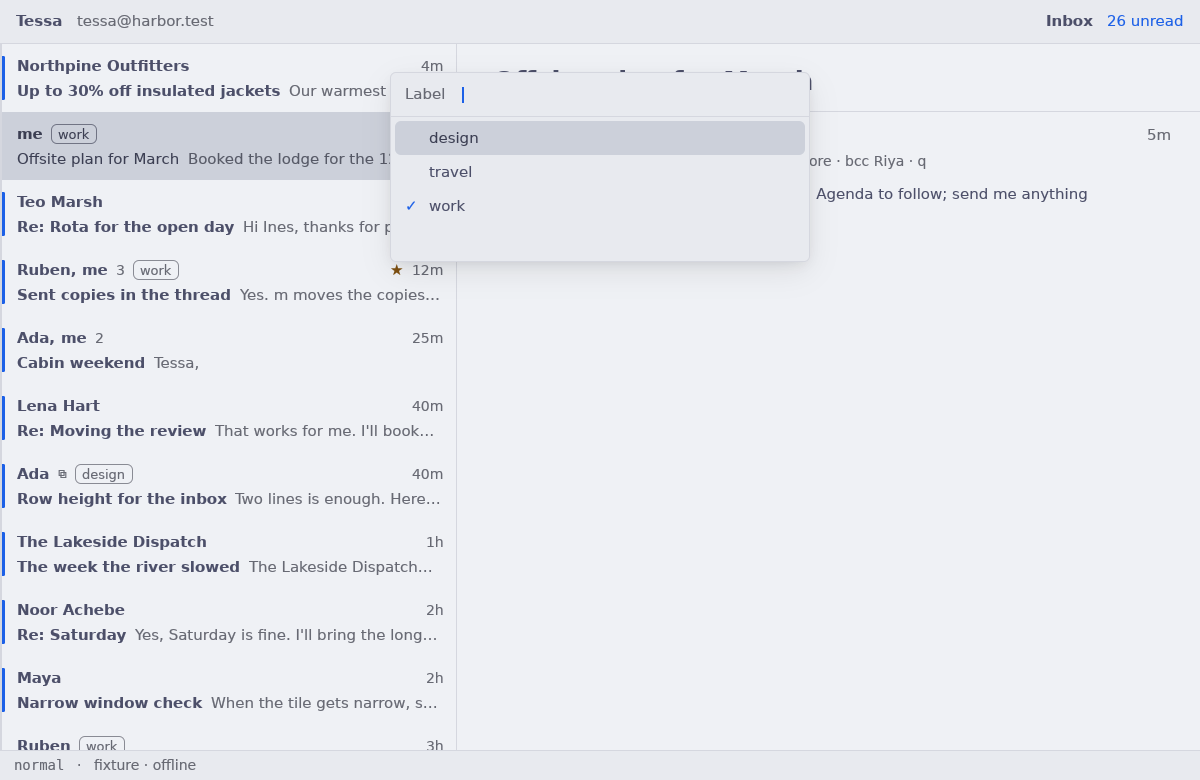 Tessa tessa@harbor.test
Inbox 26 unread
Northpine Outfitters 4m
Up to 30% off insulated jackets Our warmest
me work
Offsite plan for March Booked the lodge for the
Teo Marsh
Re: Rota for the open day Hi Ines, thanks for
Ruben, me 3 work ★ 12m
Sent copies in the thread Yes. m moves the copies…
Ada, me 2 25m
Cabin weekend Tessa,
Lena Hart 40m
Re: Moving the review That works for me. I'll book…
Ada design 40m
Row height for the inbox Two lines is enough. Here…
The Lakeside Dispatch 1h
The week the river slowed The Lakeside Dispatch…
Noor Achebe 2h
Re: Saturday Yes, Saturday is fine. I'll bring the long…
Maya 2h
Narrow window check When the tile gets narrow, s…
Ruben work 3h
Label
design
travel
✓ work
5m
· bcc Riya · q
Agenda to follow; send me anything
normal · fixture · offline